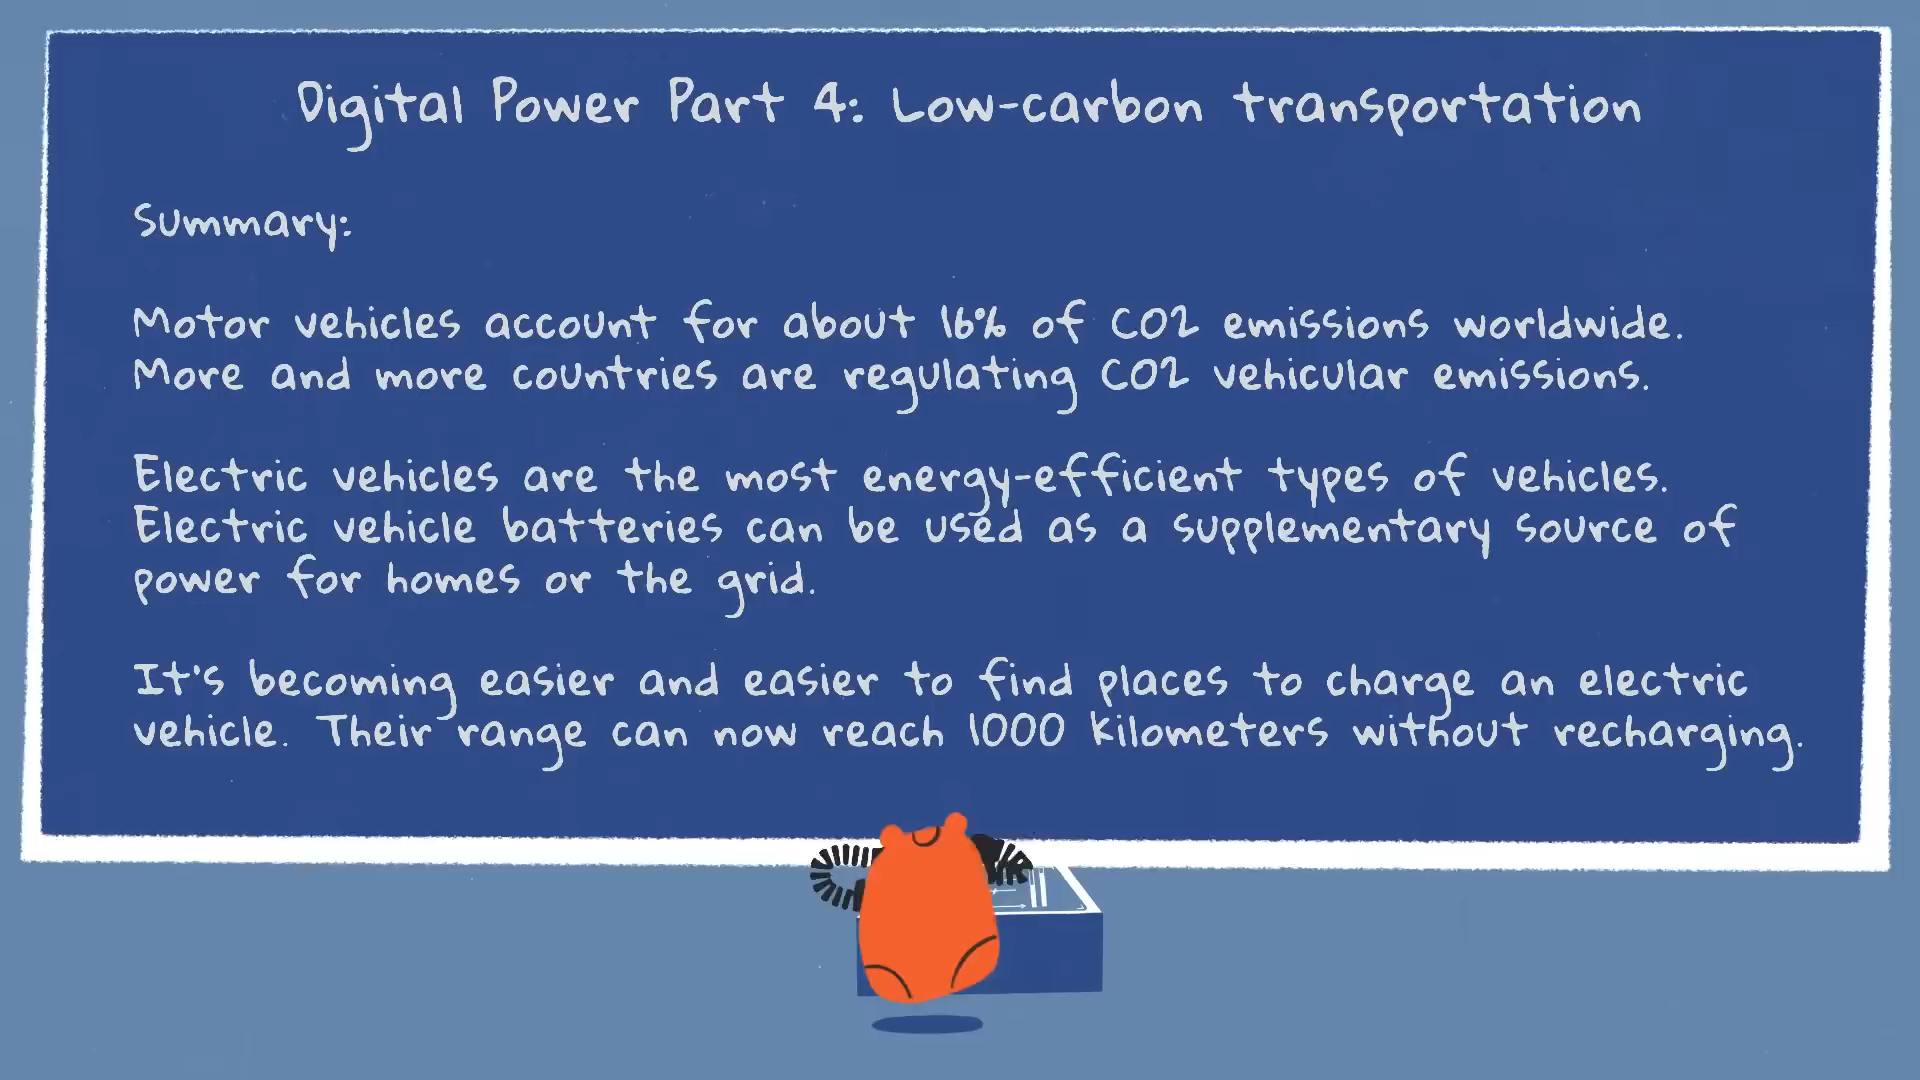 Digital Power Part 4: Low-carbon transportation
Summary:
Motor vehicles account for about 16% of CO2 emissions worldwide.
More and more countries are regulating CO2 vehicular emissions.
Electric vehicles are the most energy-efficient types of vehicles.
Electric vehicle batteries can be used as a supplementary source of
power for homes or the grid.
It's becoming easier and easier to find places to charge an electric
vehicle. Their range can now reach 1000 kilometers without recharging.